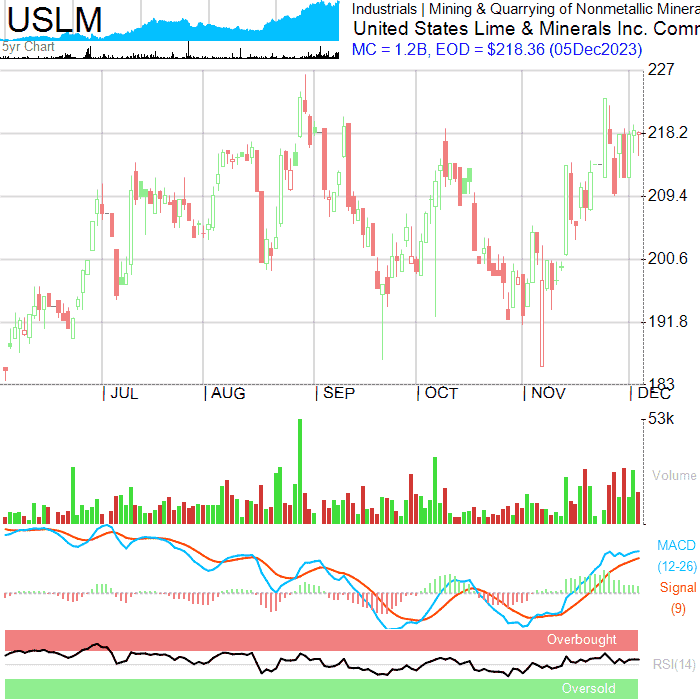 USLM
5yr Chart
Industrials | Mining & Quarrying of Nonmetallic Minera
United States Lime & Minerals Inc. Comm
MC = 1.2B, EOD = $218.36 (05Dec2023)
227
218.2
209.4
200.6
191.8
183
JUL AUG SEP OCT NOV DEC
53k
Volume
MACD
(12-26)
Signal
(9)
Overbought
RSI(14)
Oversold